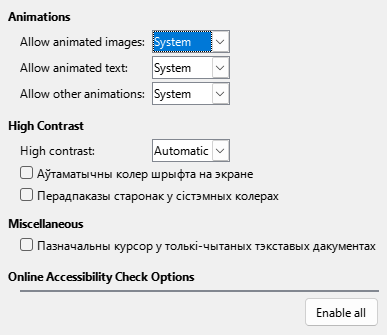 Animations
Allow animated images: System
Allow animated text: System
Allow other animations: System
High Contrast
High contrast: Automatic
Аўтаматычны колер шрыфта на экране
Перадпаказы старонак у сістэмных колерах
Miscellaneous
Пазначальны курсор у толькі-чытаных тэкставых дакументах
Online Accessibility Check Options
Enable all